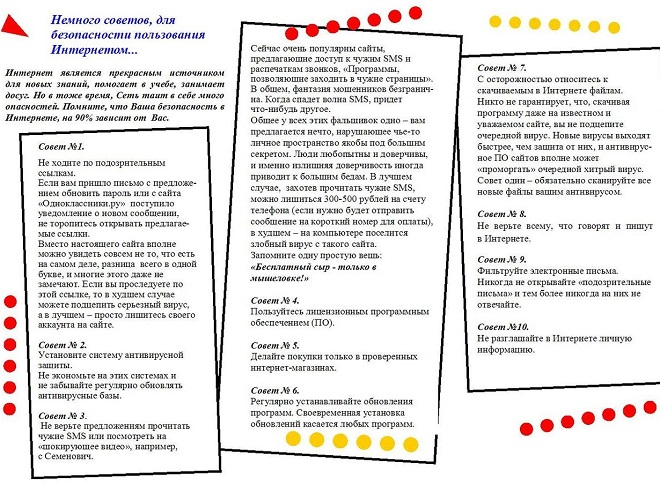 Немного советов, для
безопасности пользования
Интернетом...
Интернет является прекрасным источником
для новых знаний, помогает в учебе, занимает
досуг. Но в тоже время, Сеть таит в себе много
опасностей. Помните, что Ваша безопасность в
Интернете, на 90% зависит от Вас.
Совет №1.
Не ходите по подозрительным
ссылкам.
Если вам пришло письмо с предложе-
нием обновить пароль или с сайта
«Одноклассники.ру» поступило
уведомление о новом сообщении,
не торопитесь открывать предлагае-
мые ссылки.
Вместо настоящего сайта вполне
можно увидеть совсем не то, что есть
на самом деле, разница всего в одной
букве, и многие этого даже не
замечают. Если вы проследуете по
этой ссылке, то в худшем случае
можете подцепить серьезный вирус,
а в лучшем – просто лишитесь своего
аккаунта на сайте.
Совет № 2.
Установите систему антивирусной
защиты.
Не экономьте на этих системах и
не забывайте регулярно обновлять
антивирусные базы.
Совет № 3.
Не верьте предложениям прочитать
чужие SMS или посмотреть на
«шокирующее видео», например,
с Семенович.
Сейчас очень популярны сайты,
предлагающие доступ к чужим SMS и
распечаткам звонков, «Программы,
позволяющие заходить в чужие страницы».
В общем, фантазия мошенников безгранич-
на. Когда спадет волна SMS, придет
что-нибудь другое.
Общее у всех этих фальшивок одно – вам
предлагается нечто, нарушающее чье-то
личное пространство якобы под большим
секретом. Люди любопытны и доверчивы,
и именно излишняя доверчивость иногда
приводит к большим бедам. В лучшем
случае, захотев прочитать чужие SMS,
можно лишиться 300-500 рублей на счету
телефона (если нужно будет отправить
сообщение на короткий номер для оплаты),
в худшем – на компьютере поселится
злобный вирус с такого сайта.
Запомните одну простую вешь:
«Бесплатный сыр - только в
мышеловке!»
Совет № 4.
Пользуйтесь лицензионным программным
обеспечением (ПО).
Совет № 5.
Делайте покупки только в проверенных
интернет-магазинах.
Совет № 6.
Регулярно устанавливайте обновления
программ. Своевременная установка
обновлений касается любых программ.
Совет № 7.
С осторожностью относитесь к
скачиваемым в Интернете файлам.
Никто не гарантирует, что, скачивая
программу даже на известном и
уважаемом сайте, вы не подцепите
очередной вирус. Новые вирусы выходят
быстрее, чем защита от них, и антивирус-
ное ПО сайтов вполне может
«проморгать» очередной хитрый вирус.
Совет один – обязательно сканируйте все
новые файлы вашим антивирусом.
Совет № 8.
Не верьте всему, что говорят и пишут
в Интернете.
Совет № 9.
Фильтруйте электронные письма.
Никогда не открывайте «подозрительные
письма» и тем более никогда на них не
отвечайте.
Совет №10.
Не разглашайте в Интернете личную
информацию.